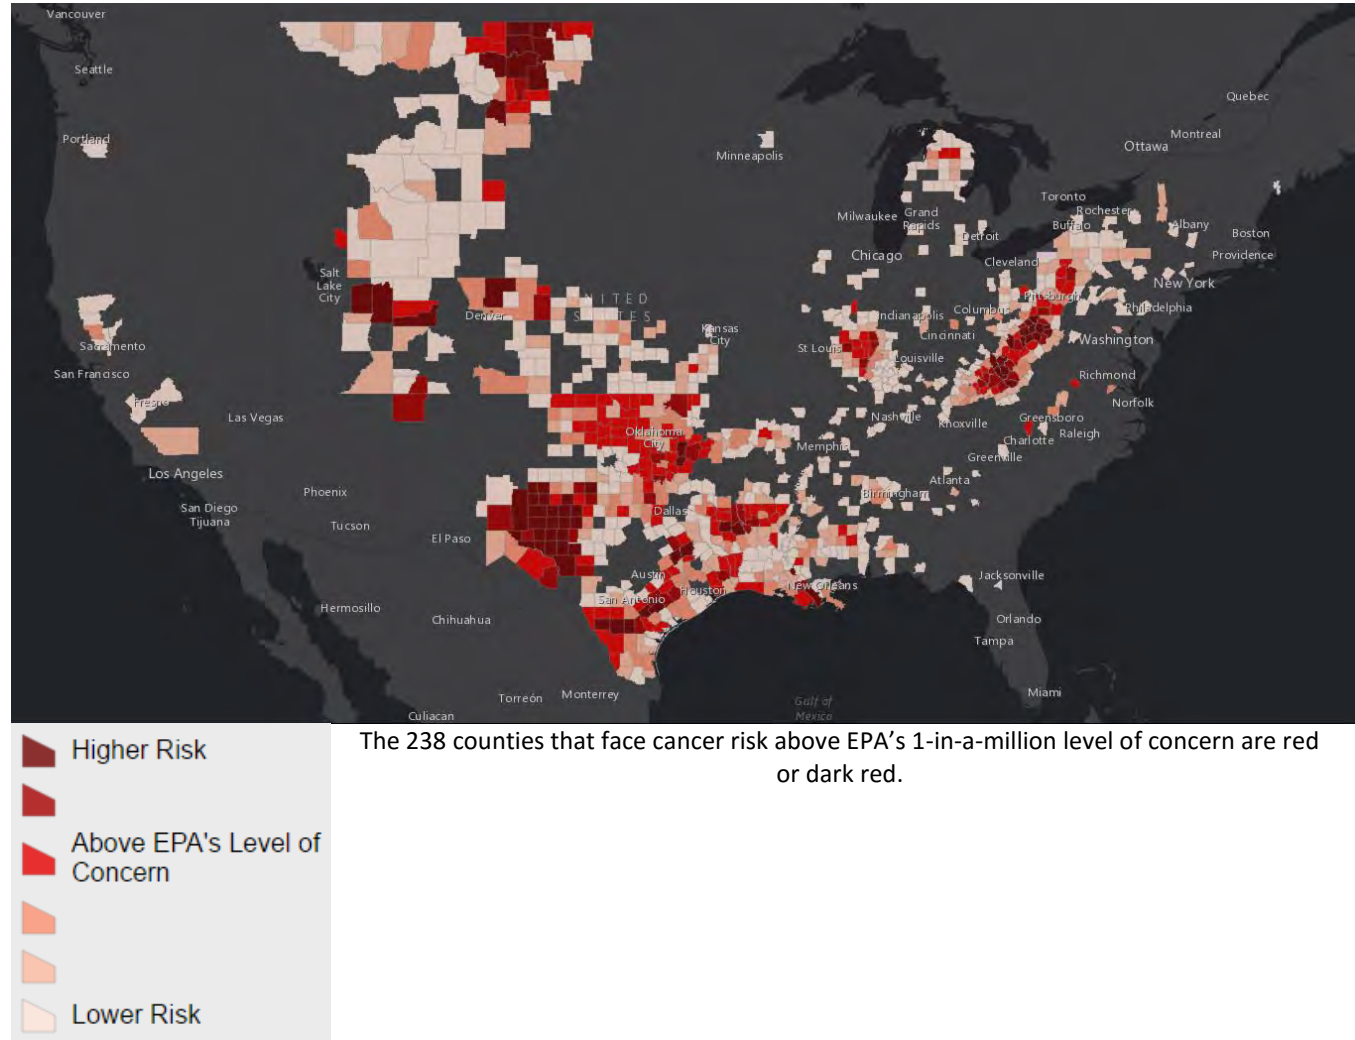 Vancouver
Seattle
Portland
Quebec
Montreal
Ottawa
Minneapolis
Toronto
Rochester
Milwaukee
Grand
Rapids
Buffalo
Albany
Detroit
Boston
Chicago
Cleveland
Providence
Salt
Lake
City
New York
Pittsburgh
Denver
UNITED
STATES
Indianapolis
Columbus
Philadelphia
Kansas
City
Cincinnati
Sacramento
St Louis
Louisville
Washington
San Francisco
Richmond
Fresno
Norfolk
Las Vegas
Nashville
Knoxville
Greensboro
Oklahoma
City
Charlotte
Raleigh
Memphis
Greenville
Los Angeles
Atlanta
Phoenix
Birmingham
San Diego
Tijuana
Tucson
Dallas
El Paso
Austin
Jacksonville
New Orleans
Houston
San Antonio
Hermosillo
Chihuahua
Orlando
Tampa
Torreón
Monterrey
Miami
Gulf of
Mexico
Culiacan
Higher Risk
Above EPA's Level of
Concern
Lower Risk
The 238 counties that face cancer risk above EPA’s 1-in-a-million level of concern are red
or dark red.